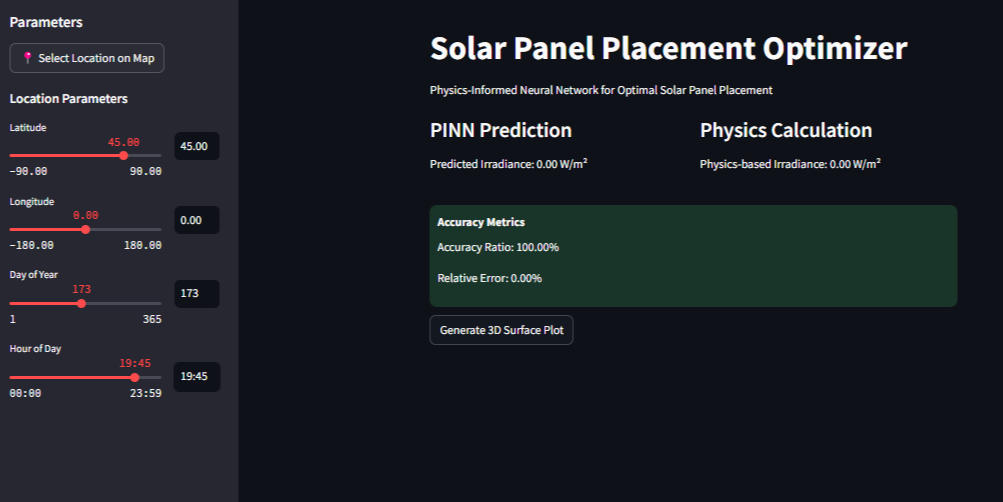 Parameters
Select Location on Map
Location Parameters
Latitude
45.00
45.00
-90.00 90.00
Longitude
0.00
0.00
-180.00 180.00
Day of Year
173
173
1 365
Hour of Day
19:45
19:45
00:00 23:59
Solar Panel Placement Optimizer
Physics-Informed Neural Network for Optimal Solar Panel Placement
PINN Prediction
Predicted Irradiance: 0.00 W/m²
Physics Calculation
Physics-based Irradiance: 0.00 W/m²
Accuracy Metrics
Accuracy Ratio: 100.00%
Relative Error: 0.00%
Generate 3D Surface Plot